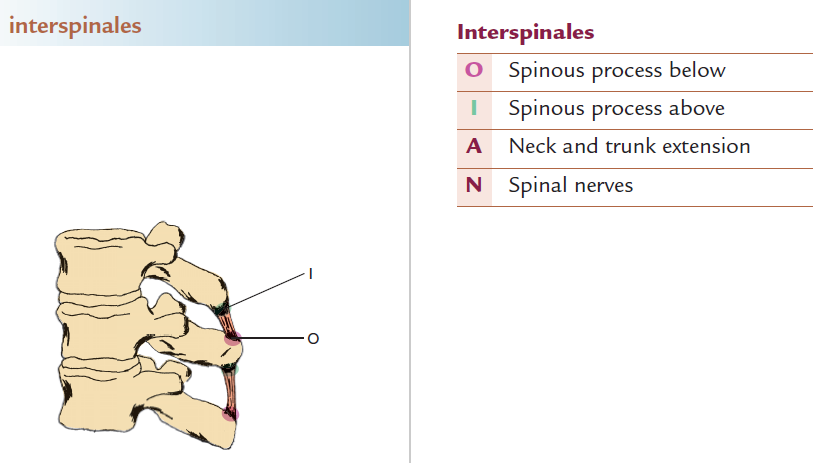 interspinales
I
O
Interspinales
O Spinous process below
I Spinous process above
A Neck and trunk extension
N Spinal nerves